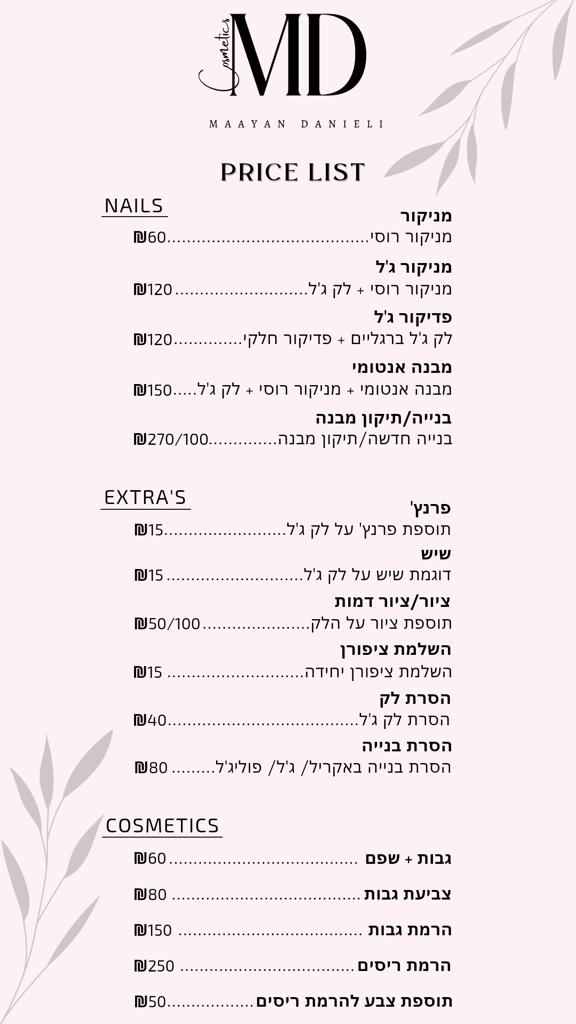 Cosmetics
MD
MAAYAN DANIELI
PRICE LIST
NAILS
מניקור
מניקור רוסי.........................................₪60
מניקור ג'ל
מניקור רוסי + לק ג'ל...........................₪120
פדיקור ג'ל
לק ג'ל ברגליים + פדיקור חלקי..............₪120
מבנה אנטומי
מבנה אנטומי + מניקור רוסי + לק ג'ל.....₪150
בנייה/תיקון מבנה
בנייה חדשה/תיקון מבנה..............₪270/100
EXTRA'S
פרנץ'
תוספת פרנץ' על לק ג'ל.........................₪15
שיש
דוגמת שיש על לק ג'ל............................₪15
ציור/ציור דמות
תוספת ציור על הלק......................₪50/100
השלמת ציפורן
השלמת ציפורן יחידה............................₪15
הסרת לק
הסרת לק ג'ל.......................................₪40
הסרת בנייה
הסרת בנייה באקריל/ ג'ל/ פוליג'ל.........₪80
COSMETICS
גבות + שפם ......................................₪60
צביעת גבות......................................₪80
הרמת גבות .....................................₪150
הרמת ריסים...................................₪250
תוספת צבע להרמת ריסים..................₪50